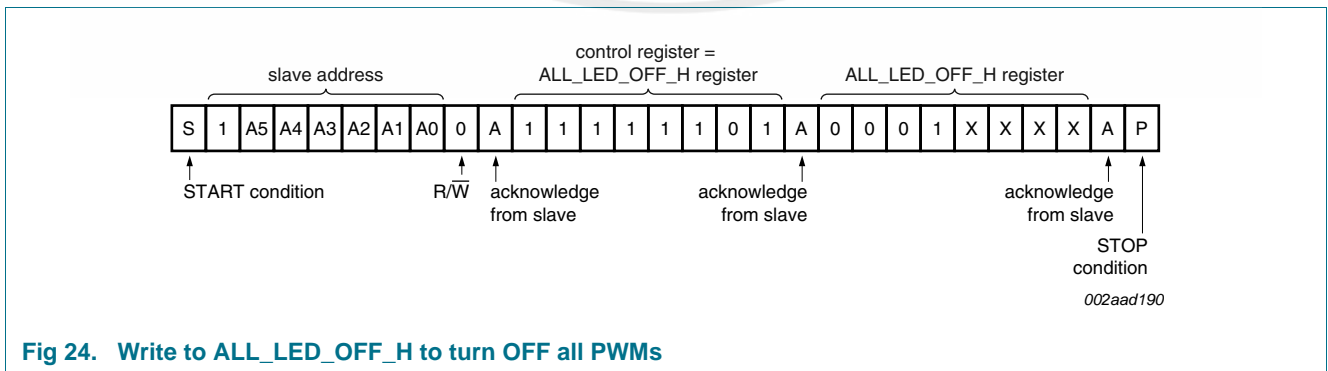 control register =
slave address ALL_LED_OFF_H register ALL_LED_OFF_H register
S 1 A5 A4 A3 A2 A1 A0 0 A 1 1 1 1 1 1 0 1 A 0 0 0 1 X X X X A P
START condition R/W̅ acknowledge acknowledge acknowledge
from slave from slave from slave
STOP
condition
002aad190
Fig 24. Write to ALL_LED_OFF_H to turn OFF all PWMs